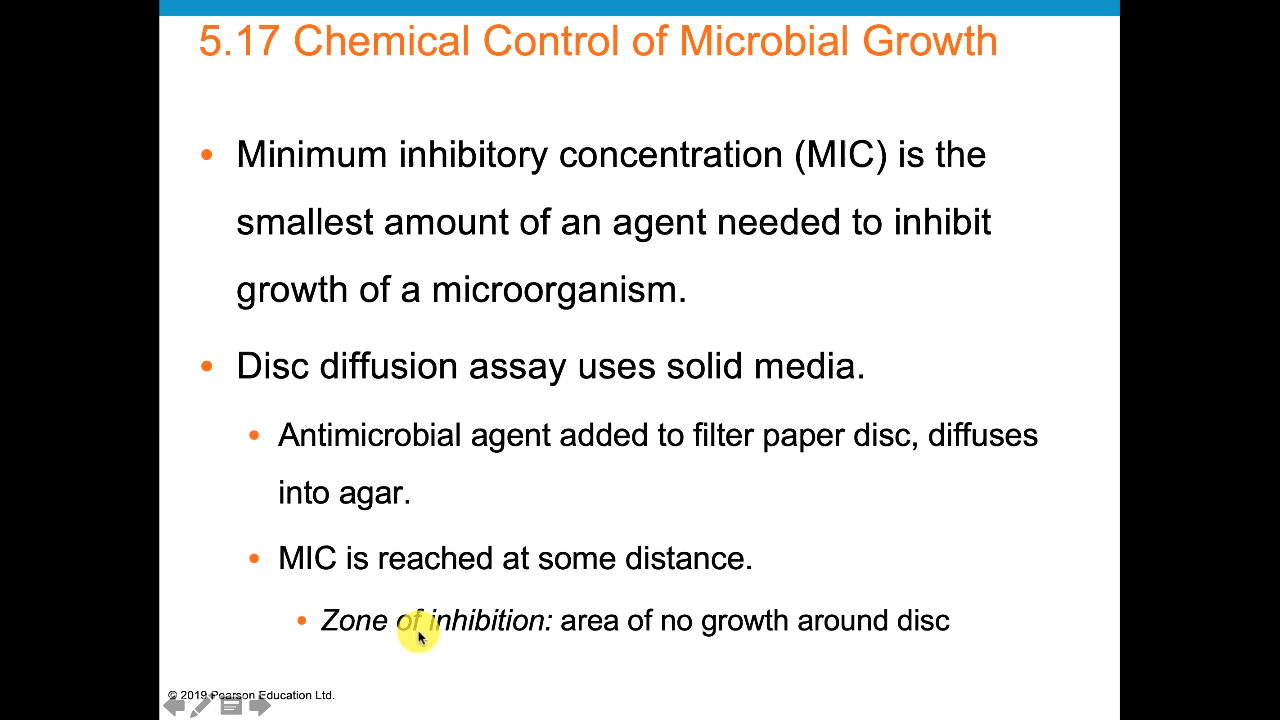 5.17 Chemical Control of Microbial Growth
• Minimum inhibitory concentration (MIC) is the
smallest amount of an agent needed to inhibit
growth of a microorganism.
• Disc diffusion assay uses solid media.
• Antimicrobial agent added to filter paper disc, diffuses
into agar.
• MIC is reached at some distance.
• Zone of inhibition: area of no growth around disc
© 2019 Pearson Education Ltd.